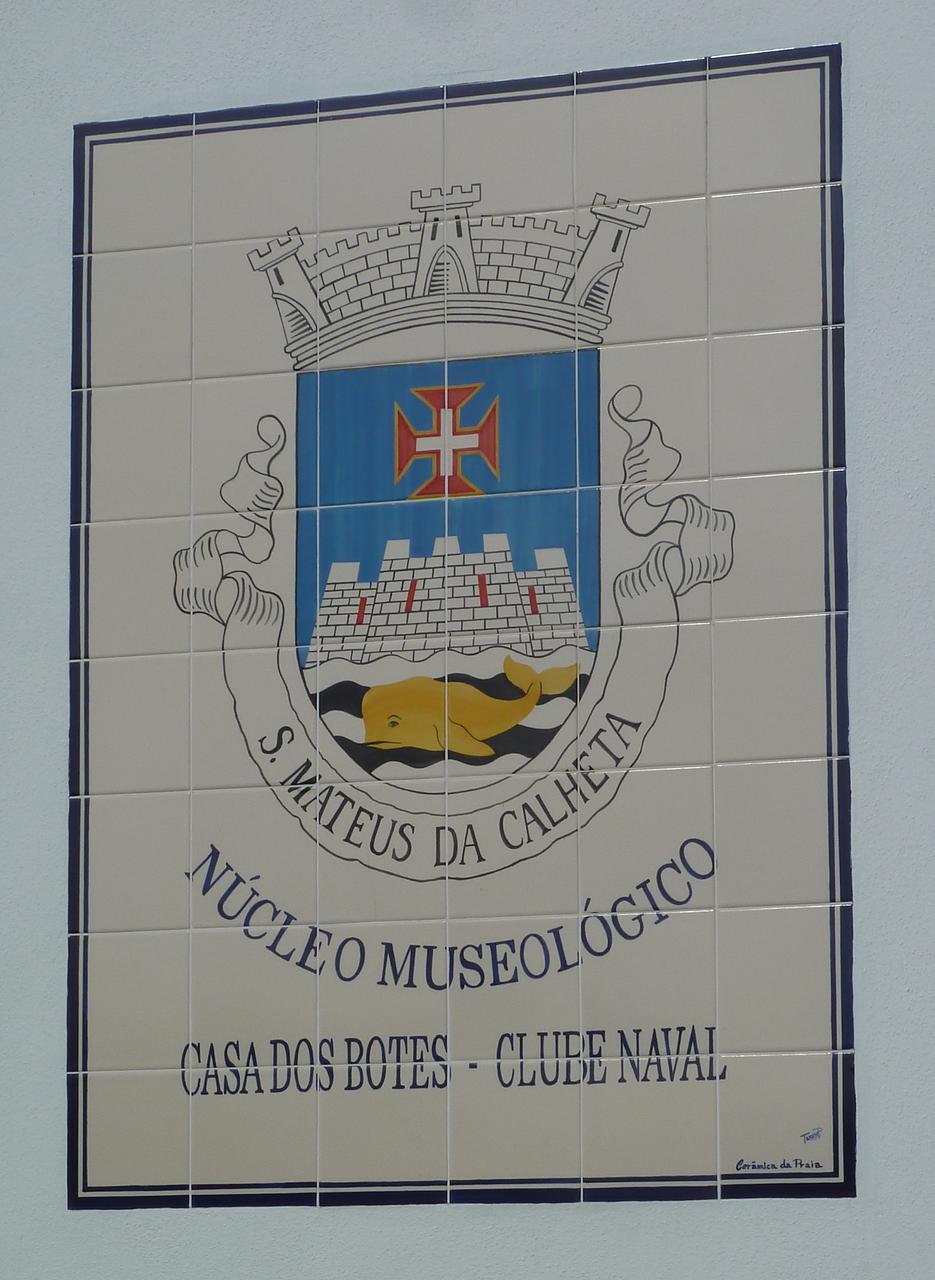 S. MATEUS DA CALHETA
NÚCLEO MUSEOLÓGICO
CASA DOS BOTES - CLUBE NAVAL
Cerâmica da Praia